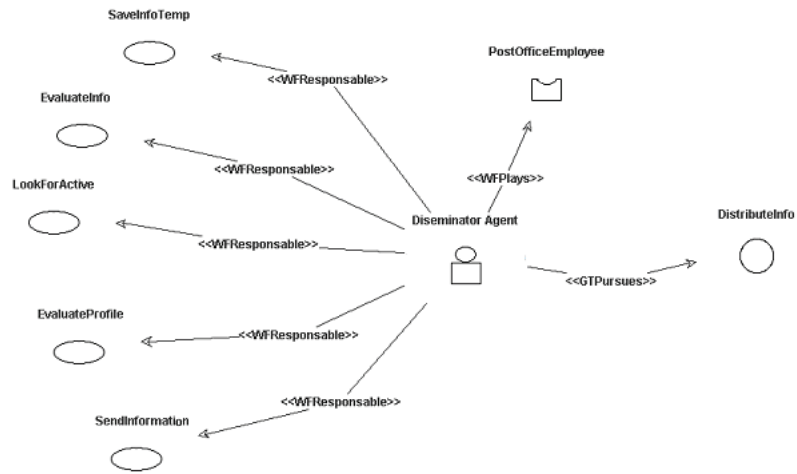 SaveInfoTemp
PostOfficeEmployee
<<WFResponsable>>
EvaluateInfo
<<WFResponsable>>
<<WFPlays>>
LookForActive
Diseminator Agent
DistributeInfo
<<WFResponsable>>
<<GTPursues>>
EvaluateProfile
<<WFResponsable>>
<<WFResponsable>>
SendInformation